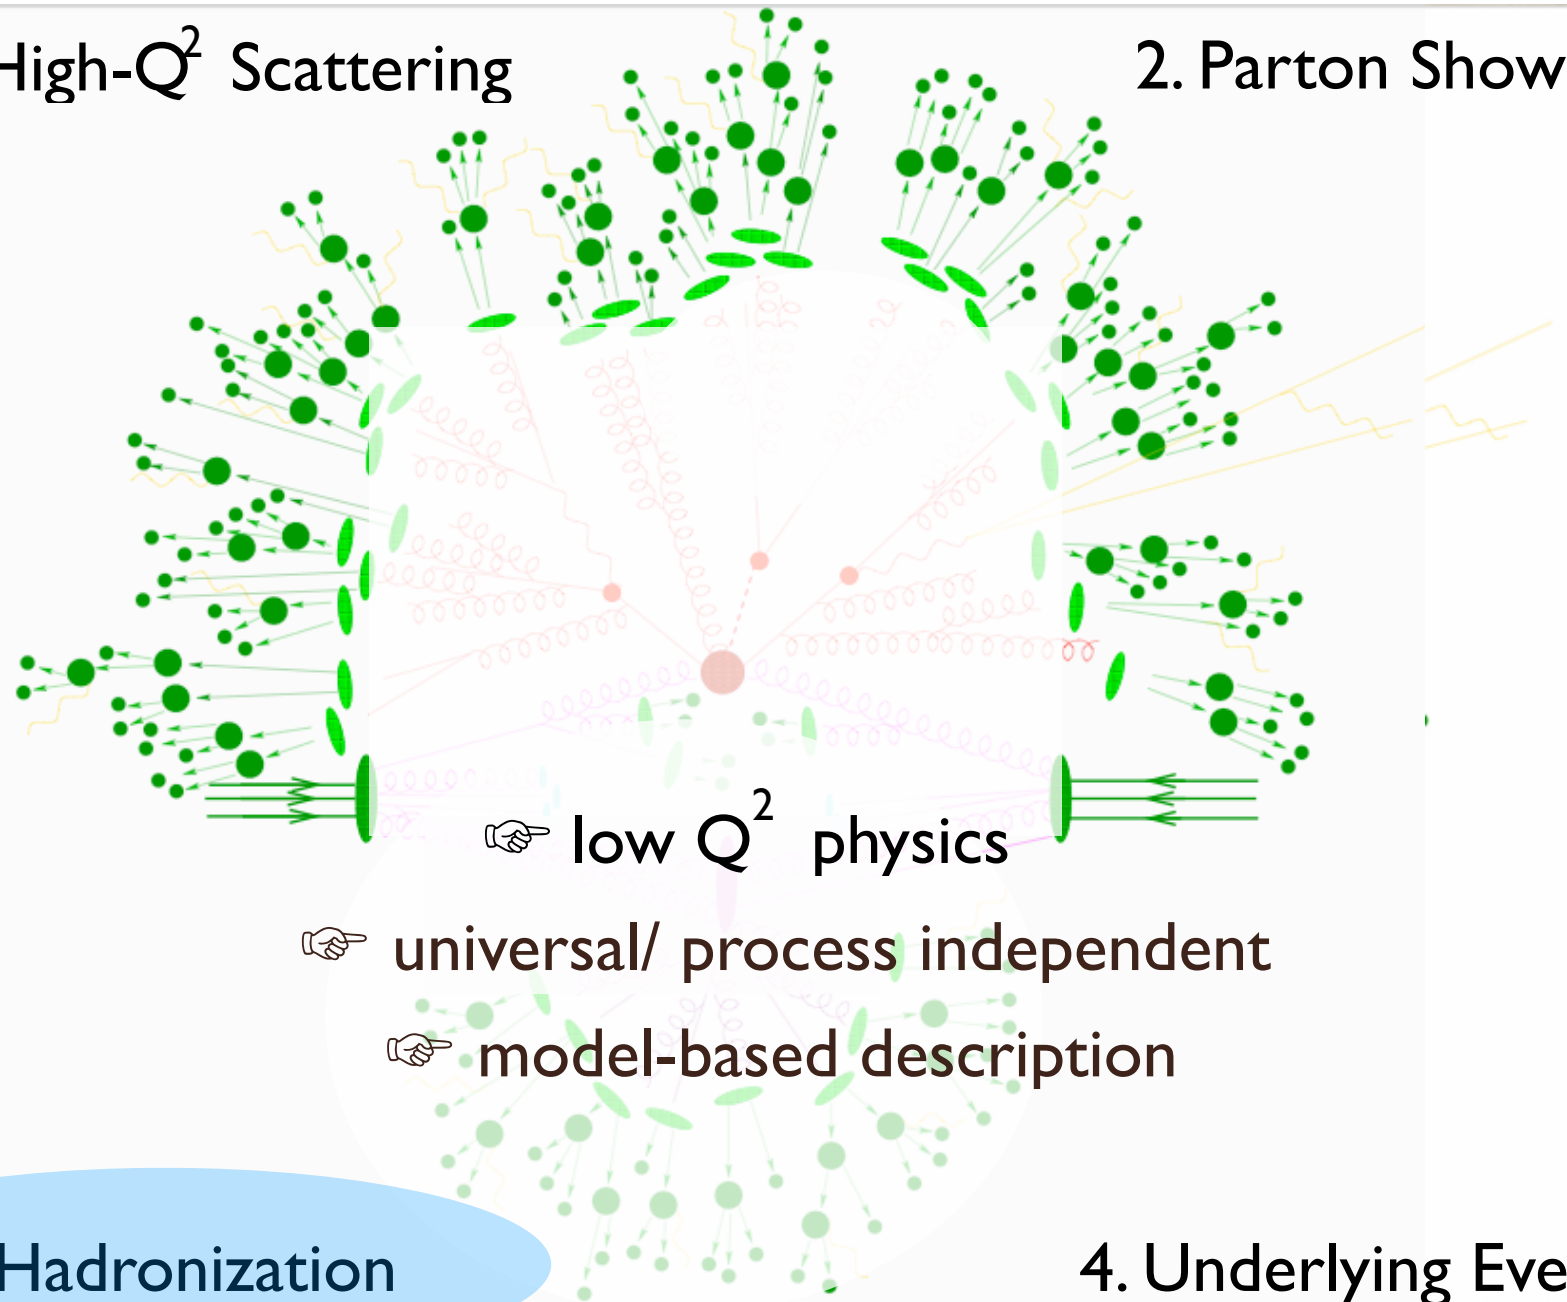 High-Q² Scattering
2. Parton Show
☞ low Q² physics
☞ universal/ process independent
☞ model-based description
Hadronization
4. Underlying Eve